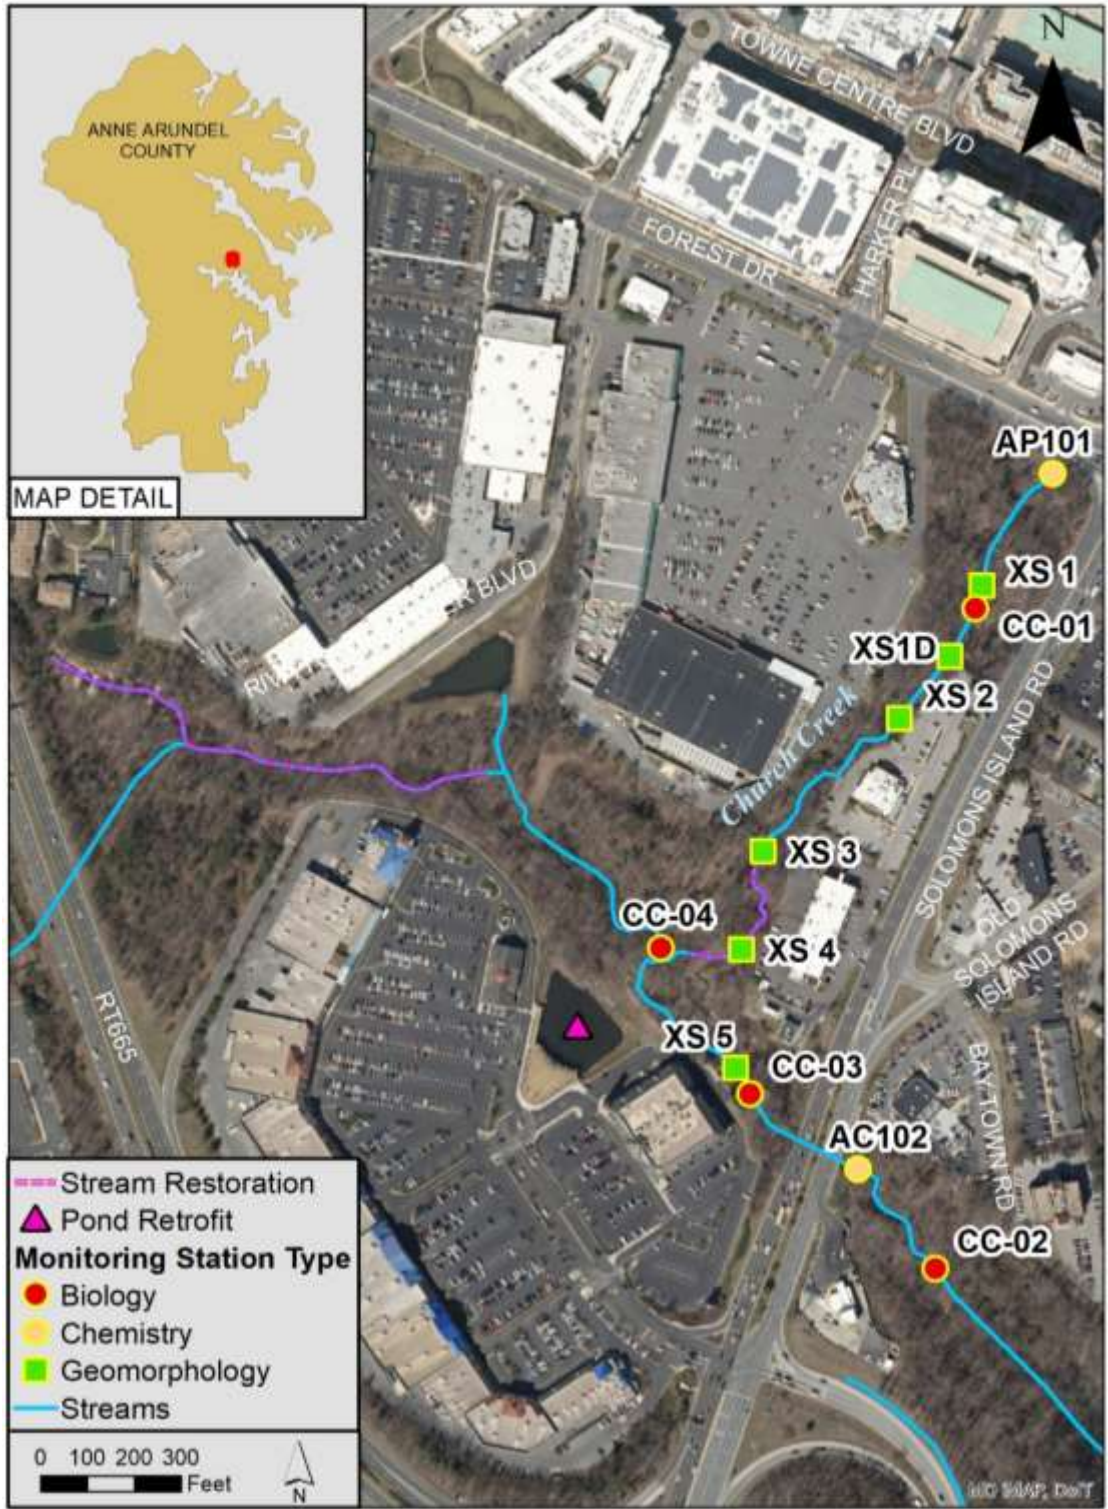 ANNE ARUNDEL
COUNTY
MAP DETAIL
N
TOWNE CENTRE BLVD
HARKER PL
FOREST DR
AP101
XS 1
CC-01
XS1D
XS 2
R BLVD
RIV
Church Creek
SOLOMONS ISLAND RD
XS 3
OLD
SOLOMONS
ISLAND RD
CC-04
XS 4
RT665
XS 5
CC-03
BAY TOWN RD
AC102
CC-02
Stream Restoration
Pond Retrofit
Monitoring Station Type
Biology
Chemistry
Geomorphology
Streams
0 100 200 300
Feet
N
MD iMAP, DoIT